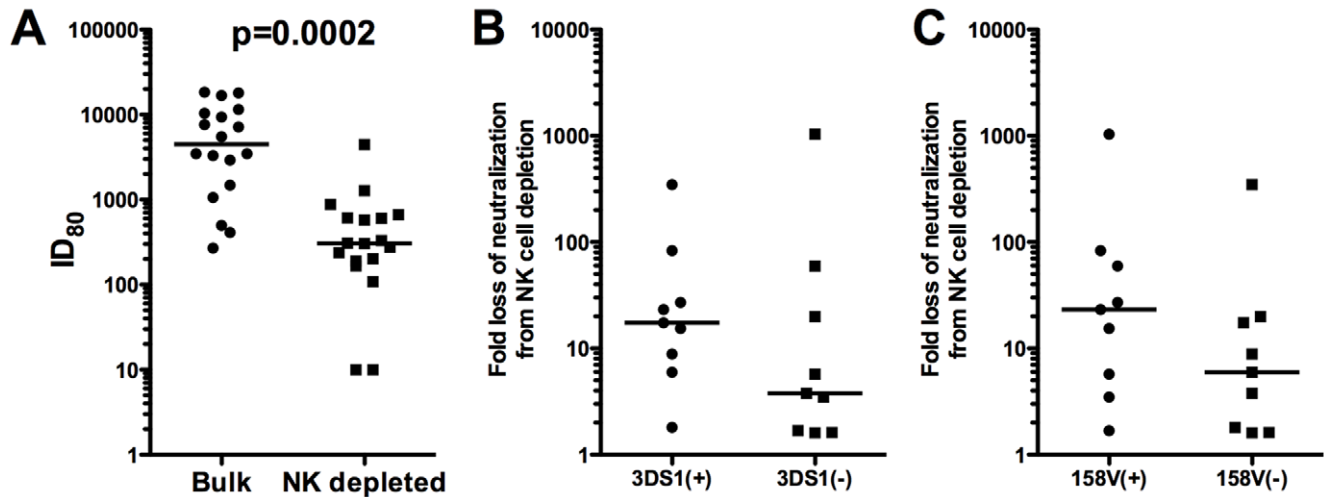 A
p=0.0002
ID80
100000
10000
1000
100
10
1
Bulk
NK depleted
B
Fold loss of neutralization
from NK cell depletion
10000
1000
100
10
1
3DS1(+)
3DS1(-)
C
Fold loss of neutralization
from NK cell depletion
10000
1000
100
10
1
158V(+)
158V(-)